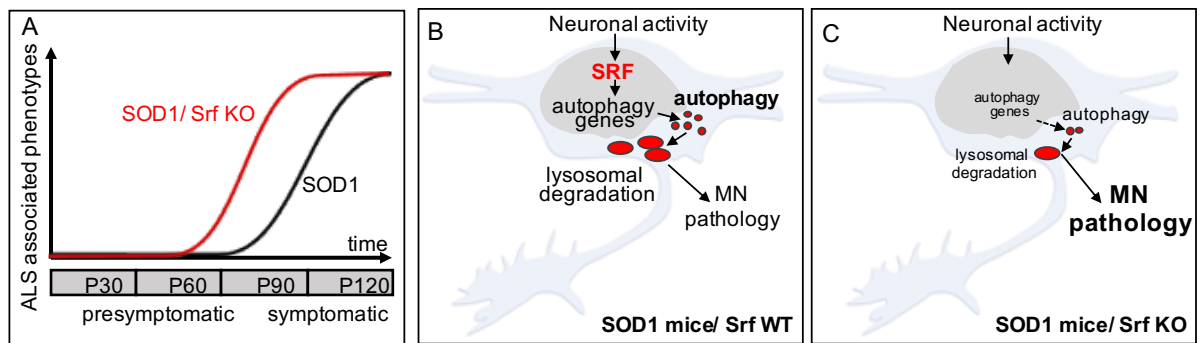 A
ALS associated phenotypes
SOD1/ Srf KO
SOD1
time
P30
P60
P90
P120
presymptomatic
symptomatic
B
Neuronal activity
SRF
autophagy
genes
autophagy
lysosomal
degradation
MN
pathology
SOD1 mice/ Srf WT
C
Neuronal activity
autophagy
genes
autophagy
lysosomal
degradation
MN
pathology
SOD1 mice/ Srf KO